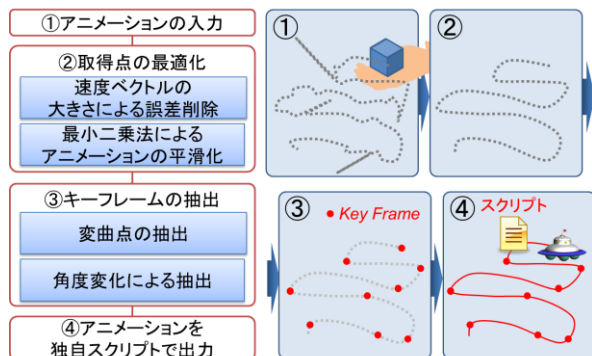 ①アニメーションの入力
②取得点の最適化
速度ベクトルの
大きさによる誤差削除
最小二乗法による
アニメーションの平滑化
③キーフレームの抽出
変曲点の抽出
角度変化による抽出
④アニメーションを
独自スクリプトで出力
①
②
③
Key Frame
④
スクリプト